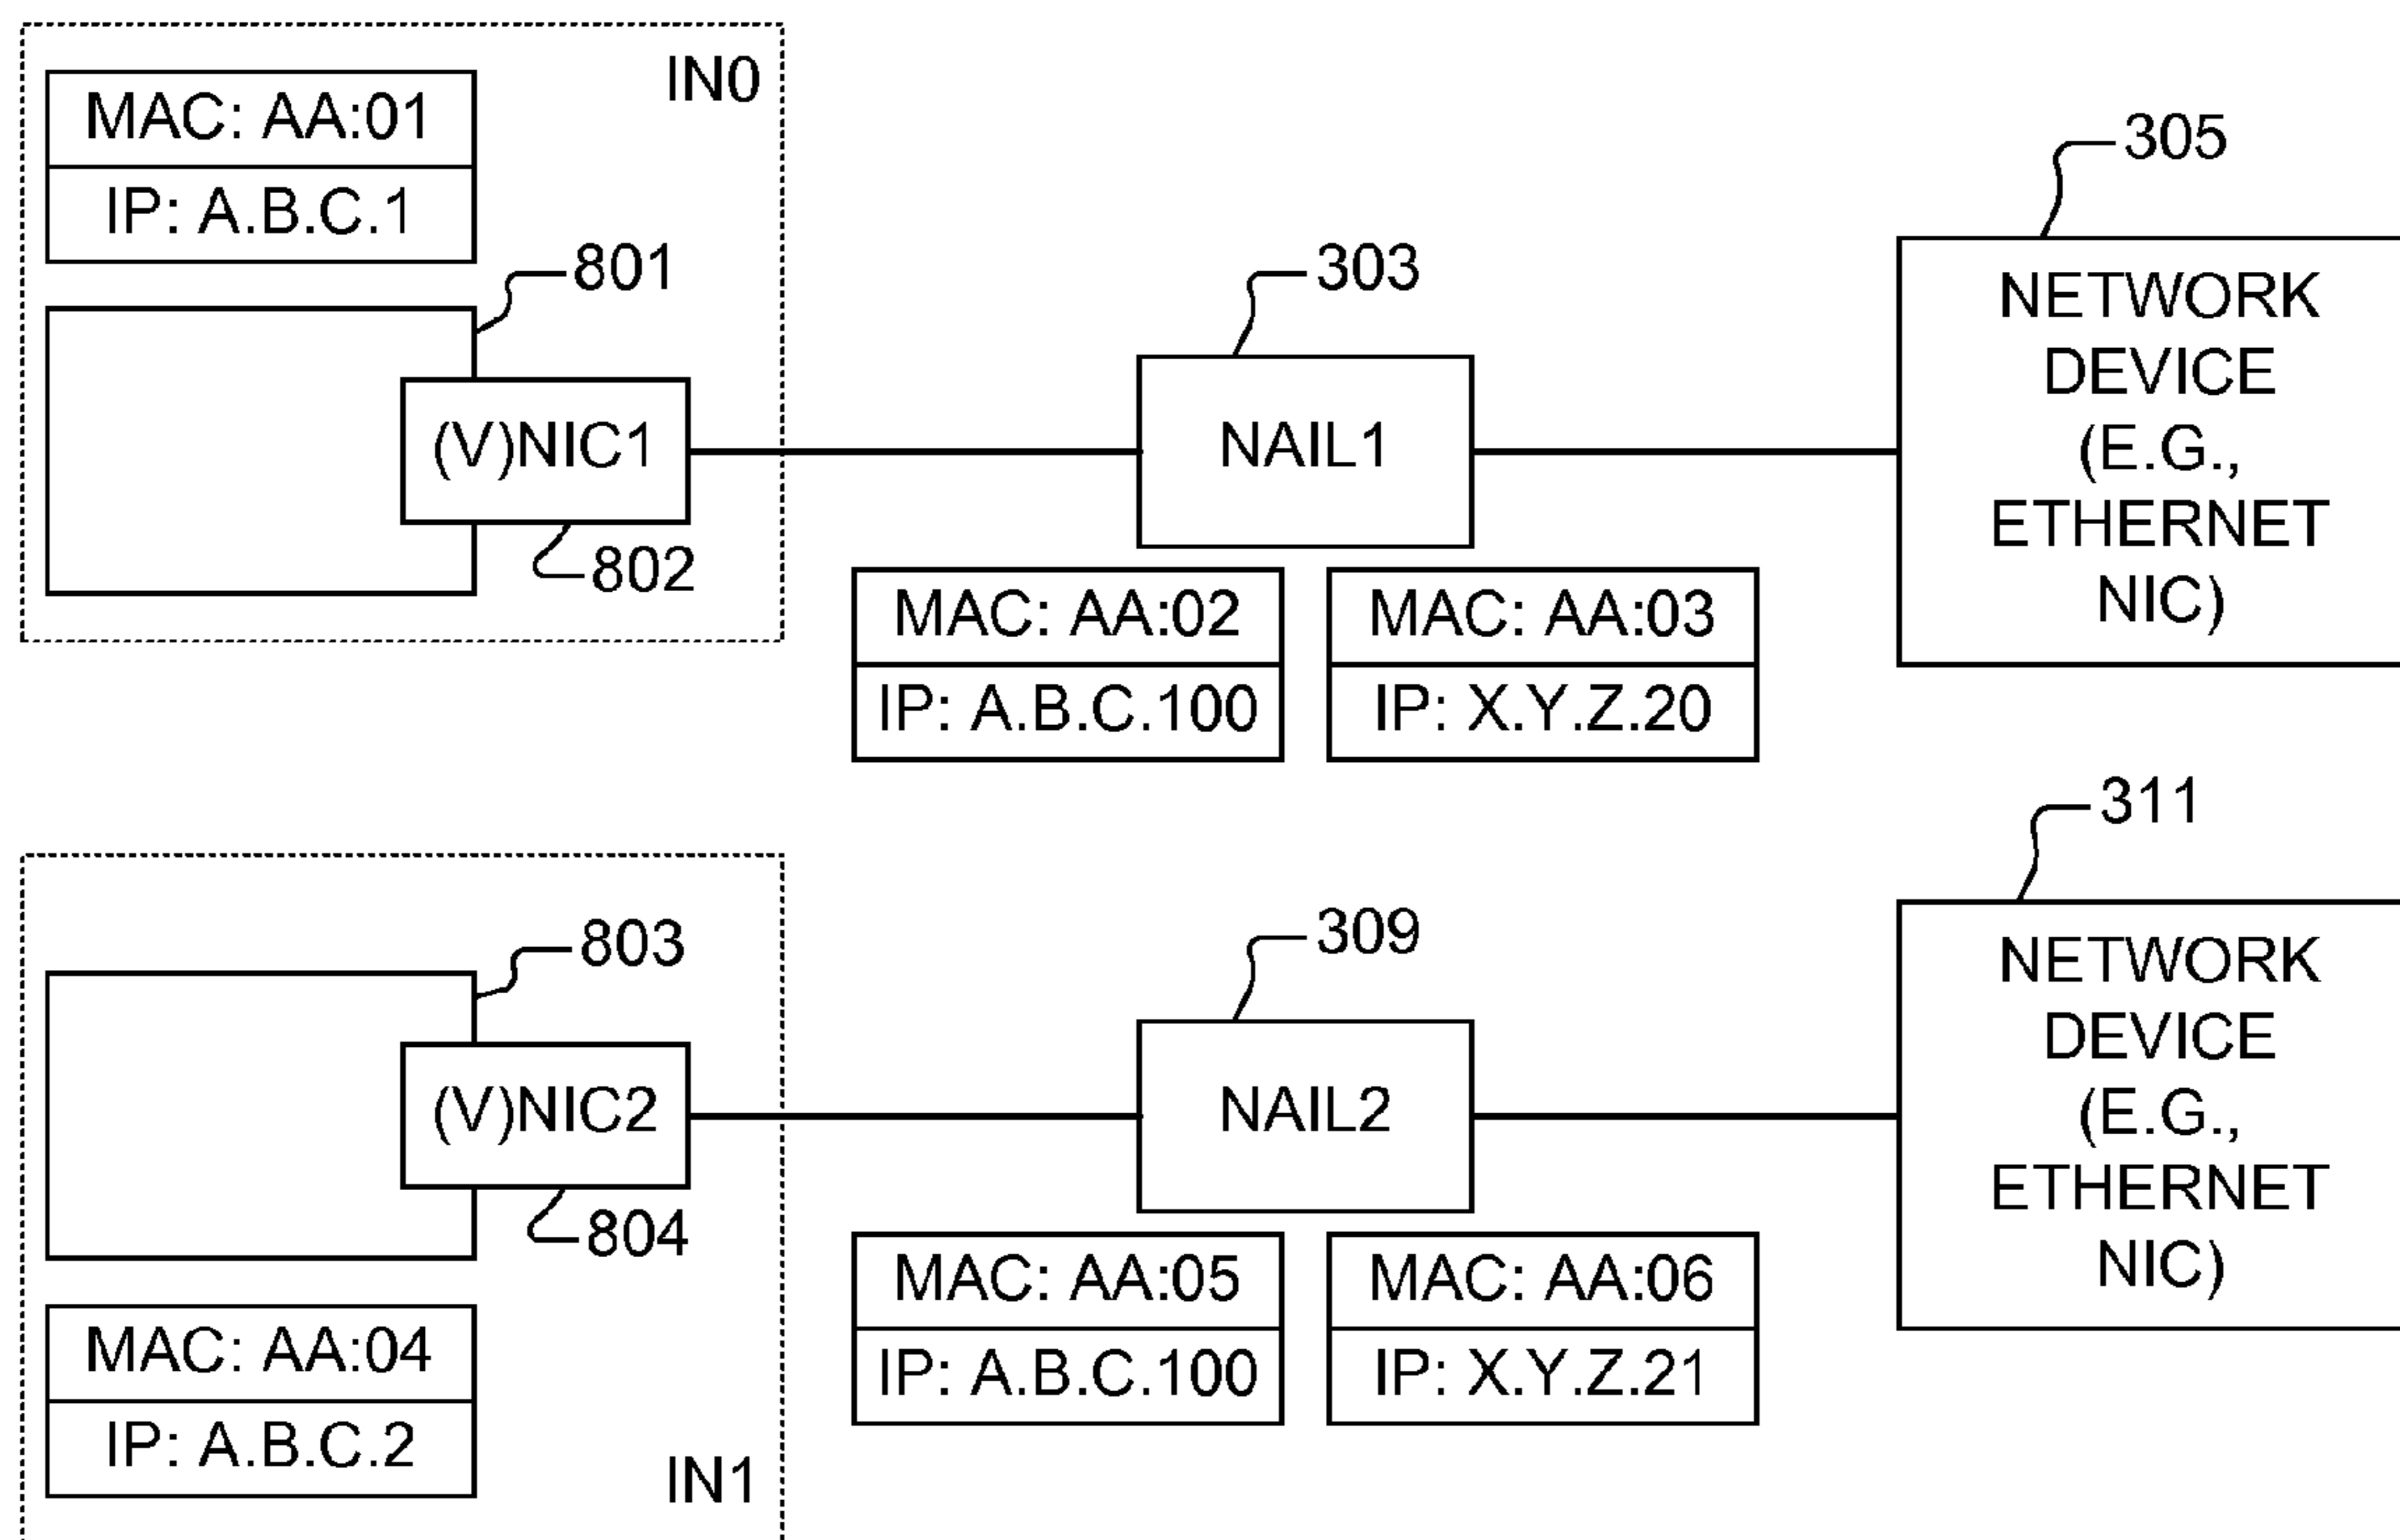 IN0
MAC: AA:01
IP: A.B.C.1
801
(V)NIC1
802
303
NAIL1
MAC: AA:02
IP: A.B.C.100
MAC: AA:03
IP: X.Y.Z.20
305
NETWORK
DEVICE
(E.G.,
ETHERNET
NIC)
803
(V)NIC2
804
MAC: AA:04
IP: A.B.C.2
IN1
309
NAIL2
MAC: AA:05
IP: A.B.C.100
MAC: AA:06
IP: X.Y.Z.21
311
NETWORK
DEVICE
(E.G.,
ETHERNET
NIC)